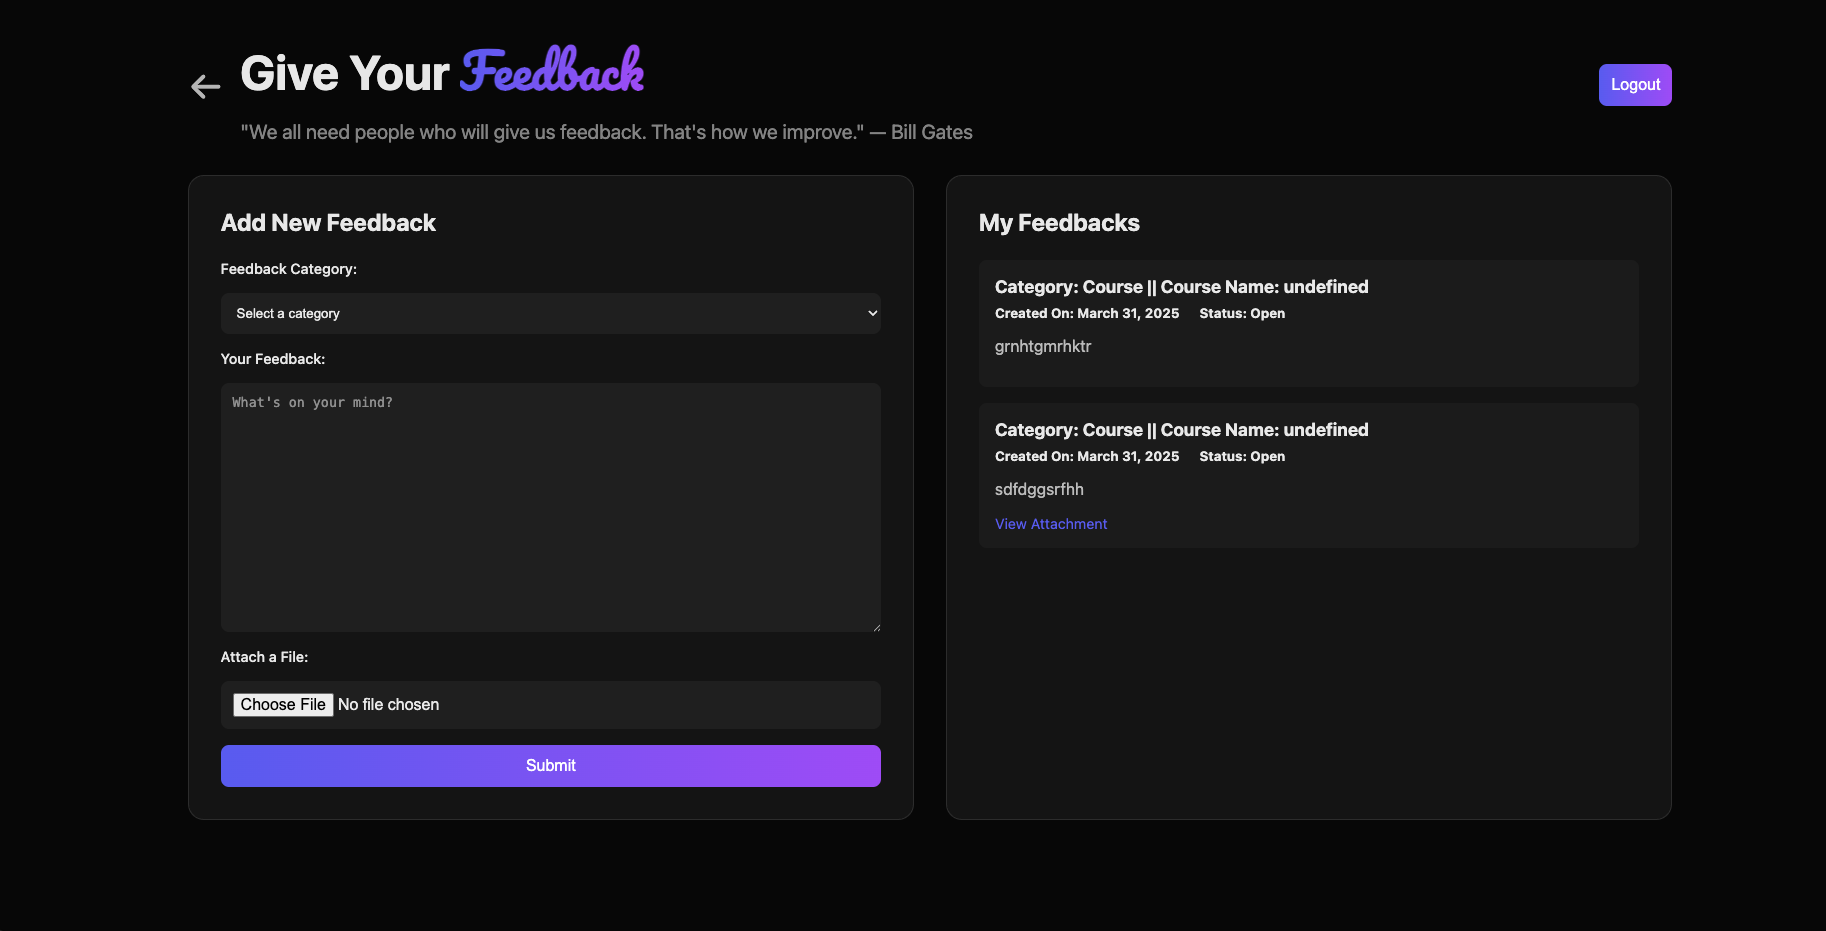 Give Your Feedback
Logout
"We all need people who will give us feedback. That's how we improve." — Bill Gates
Add New Feedback
Feedback Category:
Select a category
Your Feedback:
What's on your mind?
Attach a File:
Choose File No file chosen
Submit
My Feedbacks
Category: Course || Course Name: undefined
Created On: March 31, 2025 Status: Open
grnhtgmrhktr
Category: Course || Course Name: undefined
Created On: March 31, 2025 Status: Open
sdfdggsrfhh
View Attachment